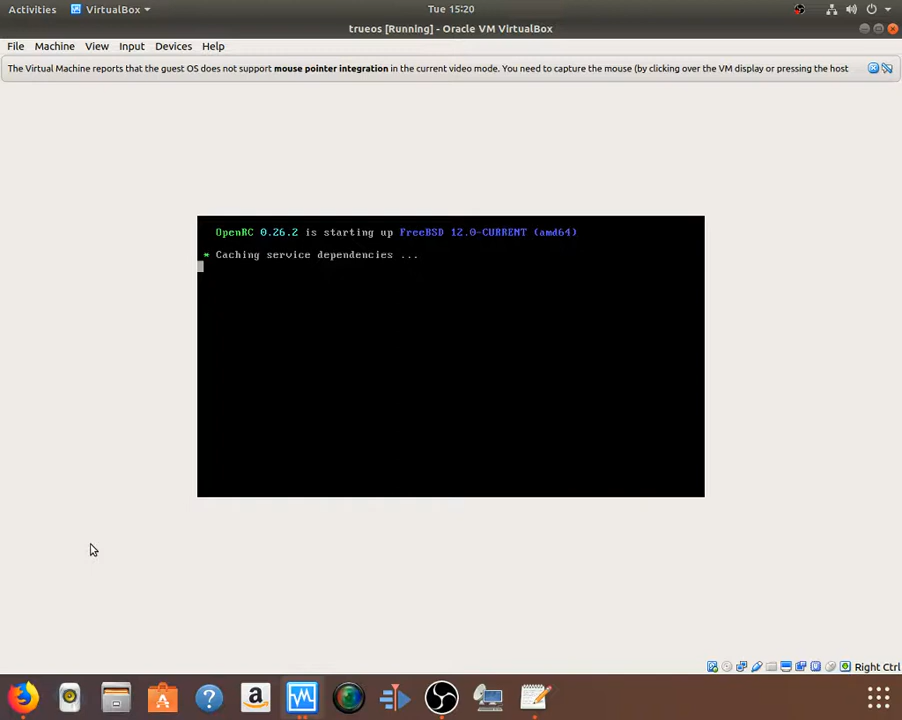 Activities VirtualBox Tue 15:20
trueos [Running] - Oracle VM VirtualBox
File Machine View Input Devices Help
The Virtual Machine reports that the guest OS does not support mouse pointer integration in the current video mode. You need to capture the mouse (by clicking over the VM display or pressing the host
OpenRC 0.26.2 is starting up FreeBSD 12.0-CURRENT (amd64)
* Caching service dependencies ...
Right Ctrl